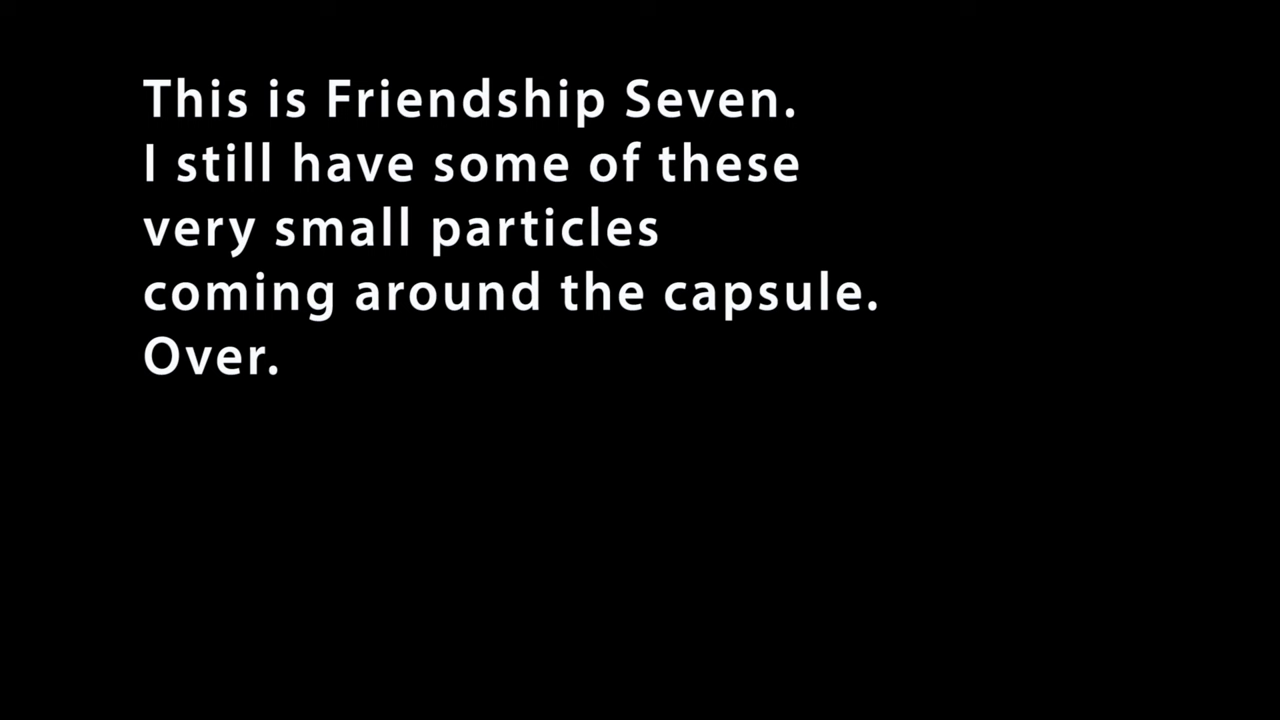 This is Friendship Seven.
I still have some of these
very small particles
coming around the capsule.
Over.